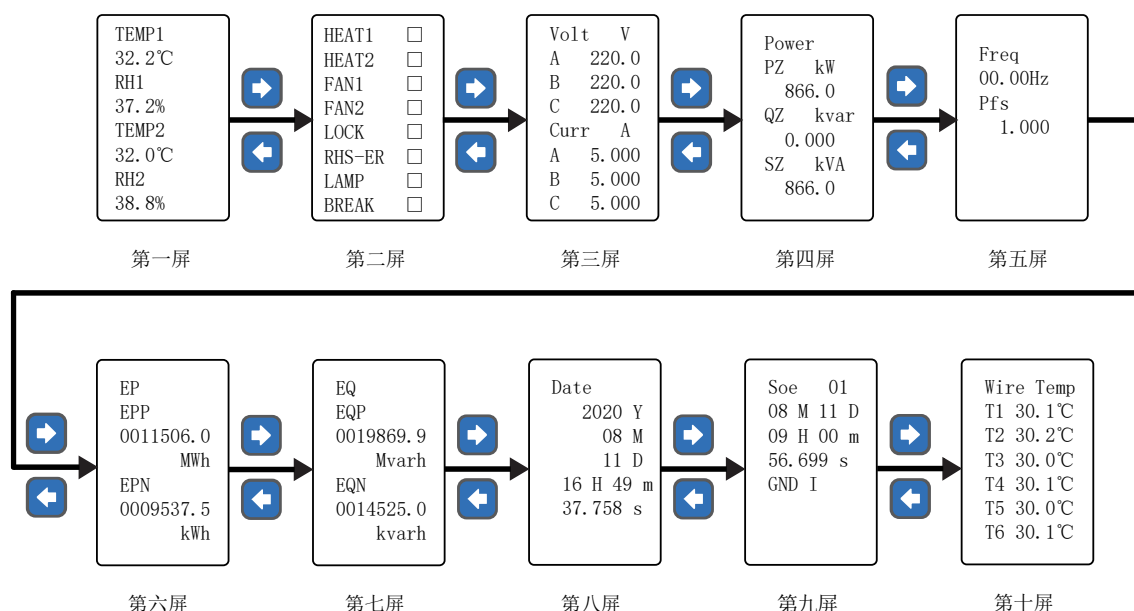 TEMP1
32.2℃
RH1
37.2%
TEMP2
32.0℃
RH2
38.8%
第一屏
HEAT1 □
HEAT2 □
FAN1 □
FAN2 □
LOCK □
RHS-ER □
LAMP □
BREAK □
第二屏
Volt V
A 220.0
B 220.0
C 220.0
Curr A
A 5.000
B 5.000
C 5.000
第三屏
Power
PZ kW
866.0
QZ kvar
0.000
SZ kVA
866.0
第四屏
Freq
00.00Hz
Pfs
1.000
第五屏
EP
EPP
0011506.0
MWh
EPN
0009537.5
kWh
第六屏
EQ
EQP
0019869.9
Mvarh
EQN
0014525.0
kvarh
第七屏
Date
2020 Y
08 M
11 D
16 H 49 m
37.758 s
第八屏
Soe 01
08 M 11 D
09 H 00 m
56.699 s
GND I
第九屏
Wire Temp
T1 30.1℃
T2 30.2℃
T3 30.0℃
T4 30.1℃
T5 30.0℃
T6 30.1℃
第十屏